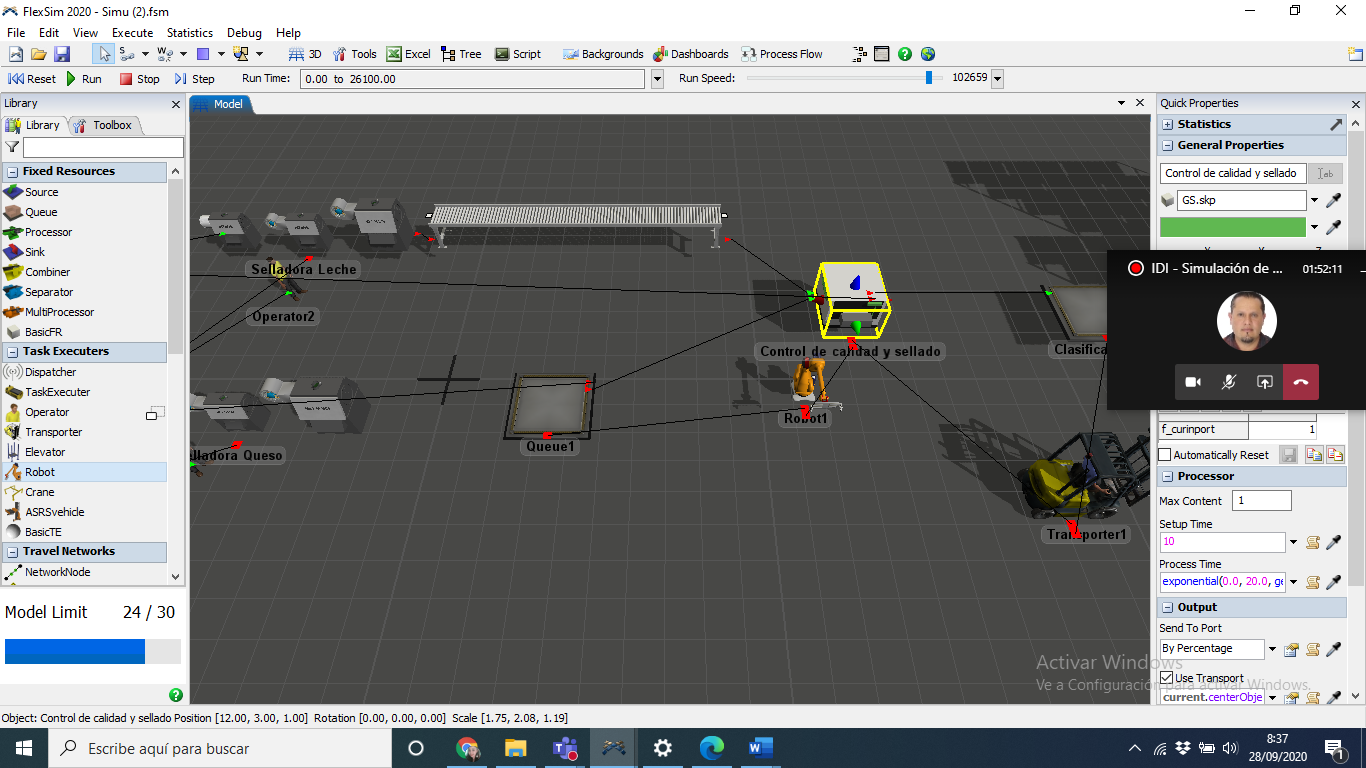 FlexSim 2020 - Simu (2).fsm
File Edit View Execute Statistics Debug Help
3D Tools Excel Tree Script Backgrounds Dashboards Process Flow
Reset Run Stop Step Run Time: 0.00 to 26100.00 Run Speed: 102659
Library
Library Toolbox
Fixed Resources
Source
Queue
Processor
Sink
Combiner
Separator
MultiProcessor
BasicFR
Task Executers
Dispatcher
TaskExecuter
Operator
Transporter
Elevator
Robot
Crane
ASRSvehicle
BasicTE
Travel Networks
NetworkNode
Model Limit 24 / 30
Model
Selladora Leche
Operator2
Control de calidad y sellado
Clasifica
Robot1
Queue1
elladora Queso
Transporter1
Quick Properties
Statistics
General Properties
Control de calidad y sellado
GS.skp
IDI - Simulación de ... 01:52:11
f_curinport 1
Automatically Reset
Processor
Max Content 1
Setup Time
10
Process Time
exponential(0.0, 20.0, ge
Output
Send To Port
By Percentage
Use Transport
current.centerObje
Activar Windows
Ve a Configuración para activar Windows.
Object: Control de calidad y sellado Position [12.00, 3.00, 1.00] Rotation [0.00, 0.00, 0.00] Scale [1.75, 2.08, 1.19]
Escribe aquí para buscar
8:37
28/09/2020
1